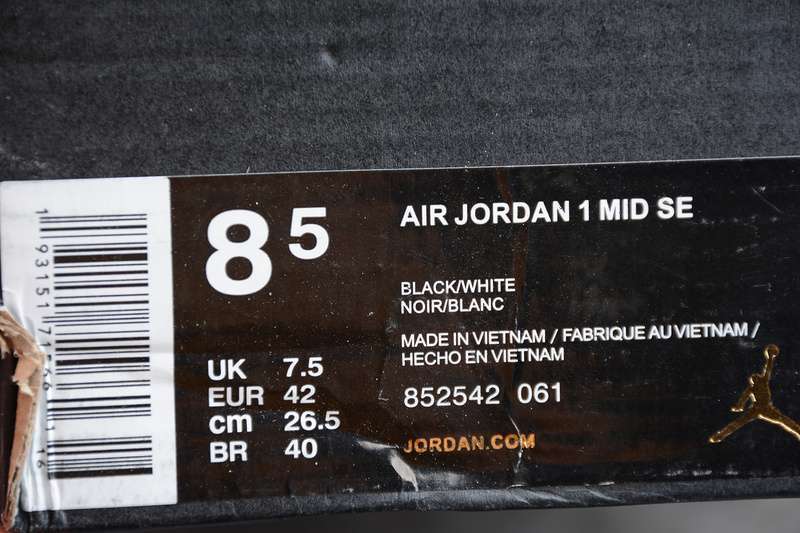 AIR JORDAN 1 MID SE
8 5
BLACK/WHITE
NOIR/BLANC
MADE IN VIETNAM / FABRIQUE AU VIETNAM /
HECHO EN VIETNAM
UK 7.5
EUR 42
cm 26.5
BR 40
852542 061
JORDAN.COM